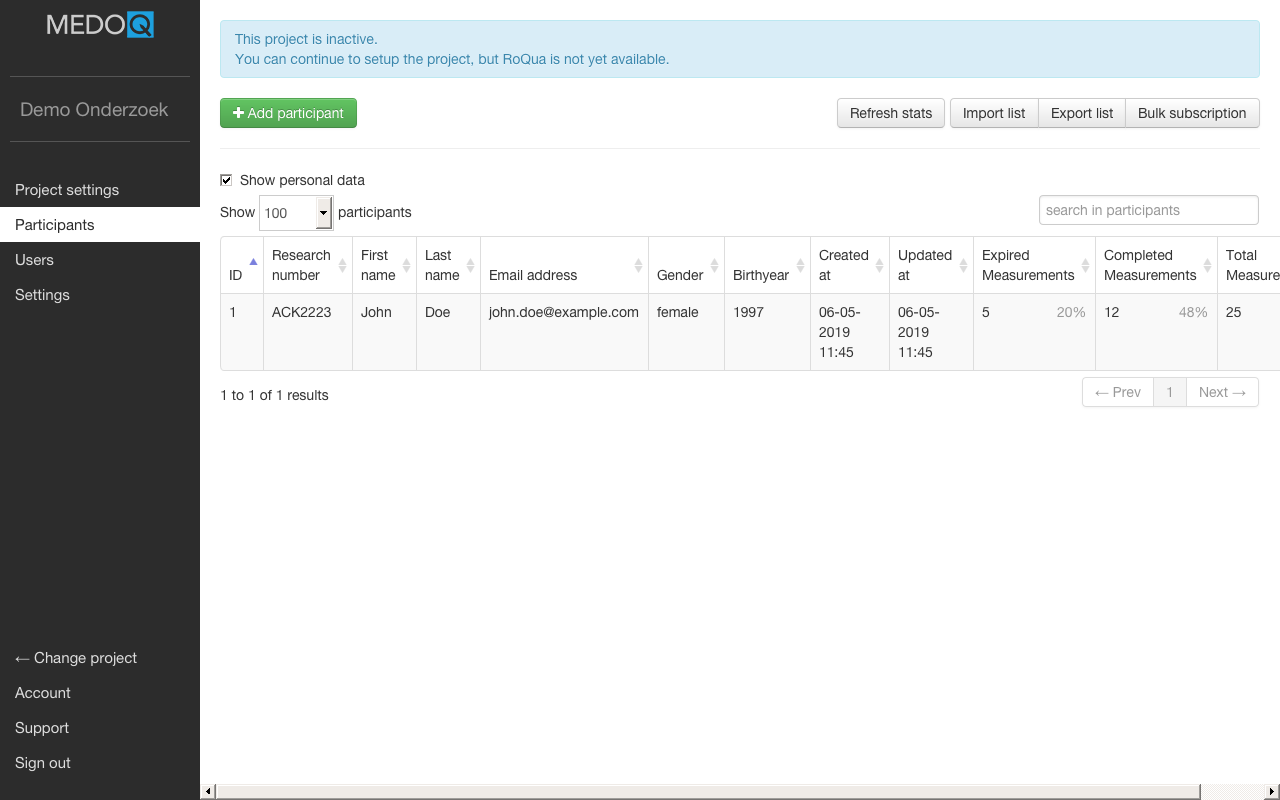 MEDOQ
Demo Onderzoek
Project settings
Participants
Users
Settings
← Change project
Account
Support
Sign out
This project is inactive.
You can continue to setup the project, but RoQua is not yet available.
Add participant
Refresh stats
Import list
Export list
Bulk subscription
Show personal data
Show 100 participants
search in participants
ID
Research
number
First
name
Last
name
Email address
Gender
Birthyear
Created
at
Updated
at
Expired
Measurements
Completed
Measurements
Total
Measure
1
ACK2223
John
Doe
john.doe@example.com
female
1997
06-05-
2019
11:45
06-05-
2019
11:45
5 20%
12 48%
25
1 to 1 of 1 results
← Prev
1
Next →